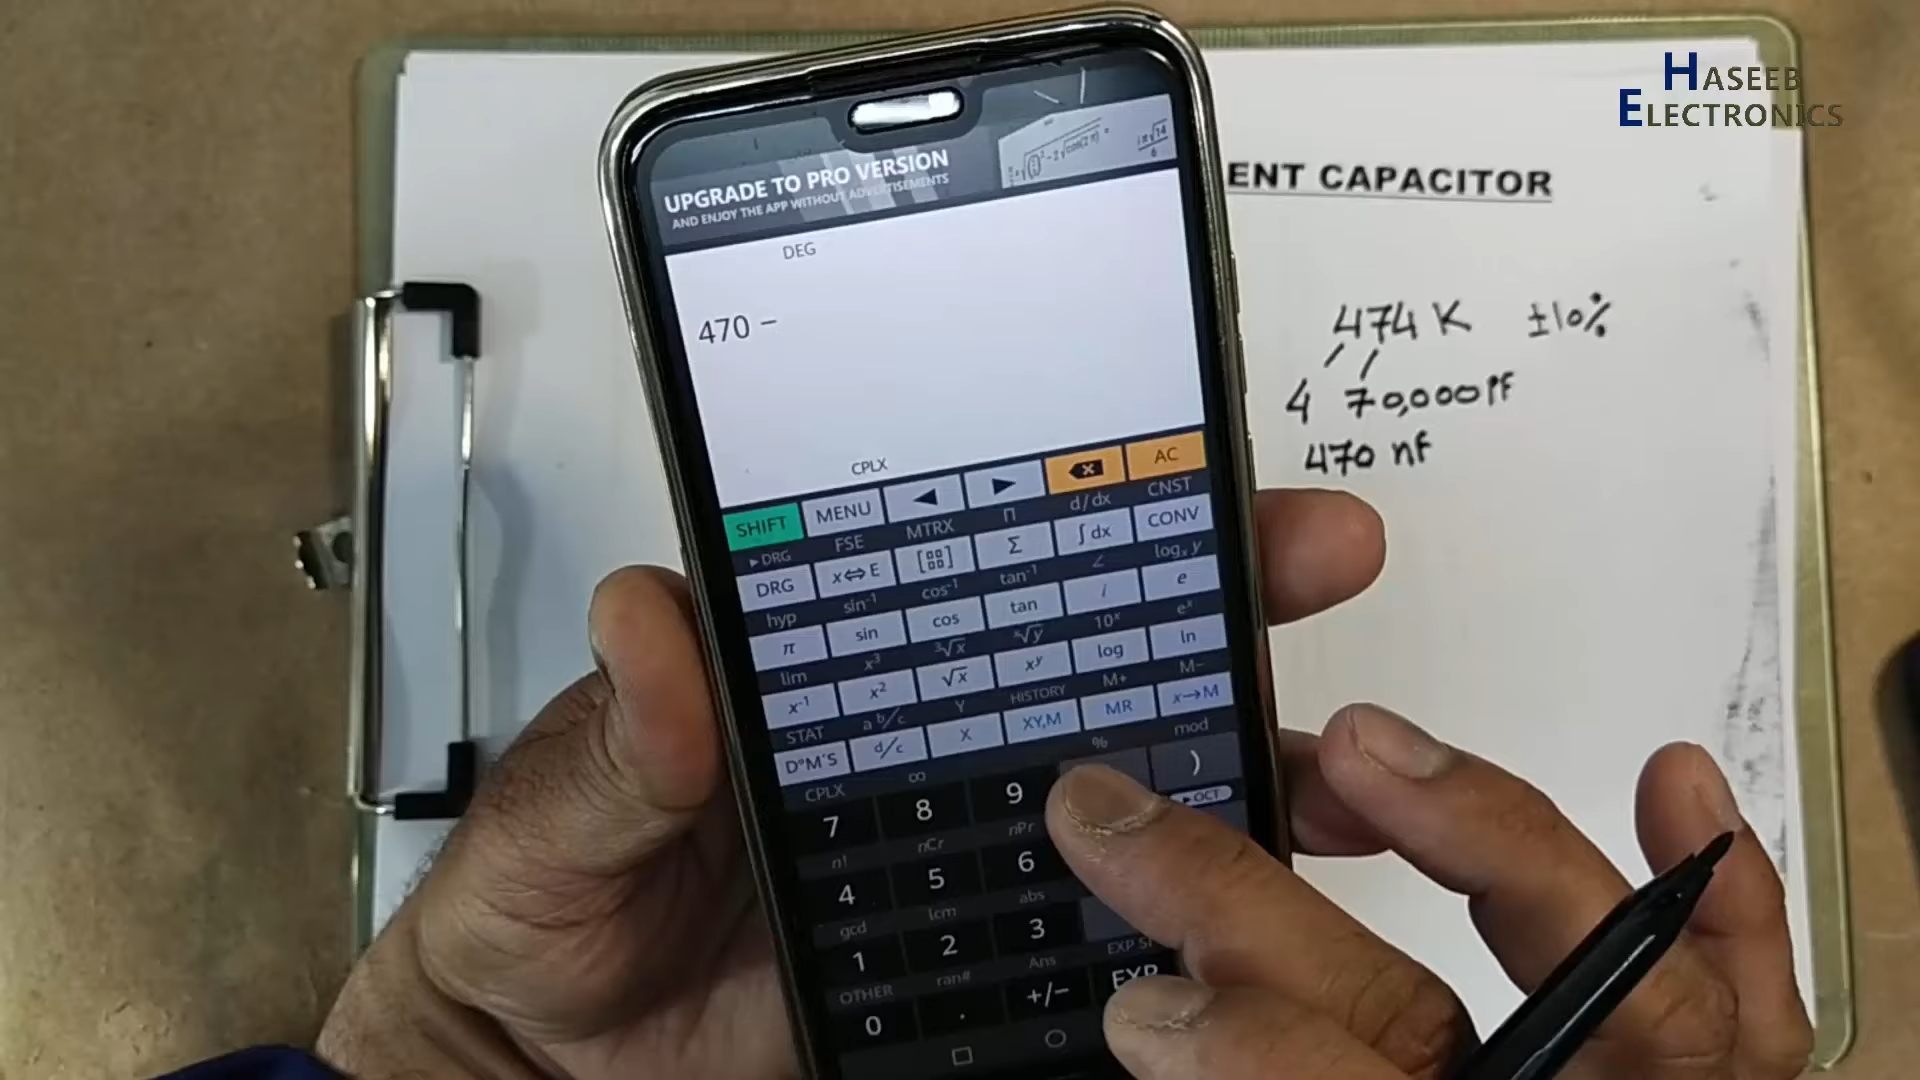 HASEEB
ELECTRONICS
ENT CAPACITOR
474 K ±10%
4 70,000 Pf
470 nf
UPGRADE TO PRO VERSION
AND ENJOY THE APP WITHOUT ADVERTISEMENTS
DEG
470 −
CPLX
SHIFT MENU ◀ ▶ AC
▸DRG FSE MTRX Π d/dx CNST
DRG x⇔E Σ ∫dx CONV
hyp sin⁻¹ cos⁻¹ tan⁻¹ ∠ logₓ y
π sin cos tan i e
lim x³ ³√x ˣ√y 10ˣ eˣ
x⁻¹ x² √x xʸ log ln
STAT a b/c Y HISTORY M+ M−
D°M'S d/c X XY,M MR x→M
CPLX ∞ % mod
7 8 9 )
n! nCr nPr ▸OCT
4 5 6
gcd lcm abs
1 2 3
OTHER ran# Ans
0 . +/− EXP